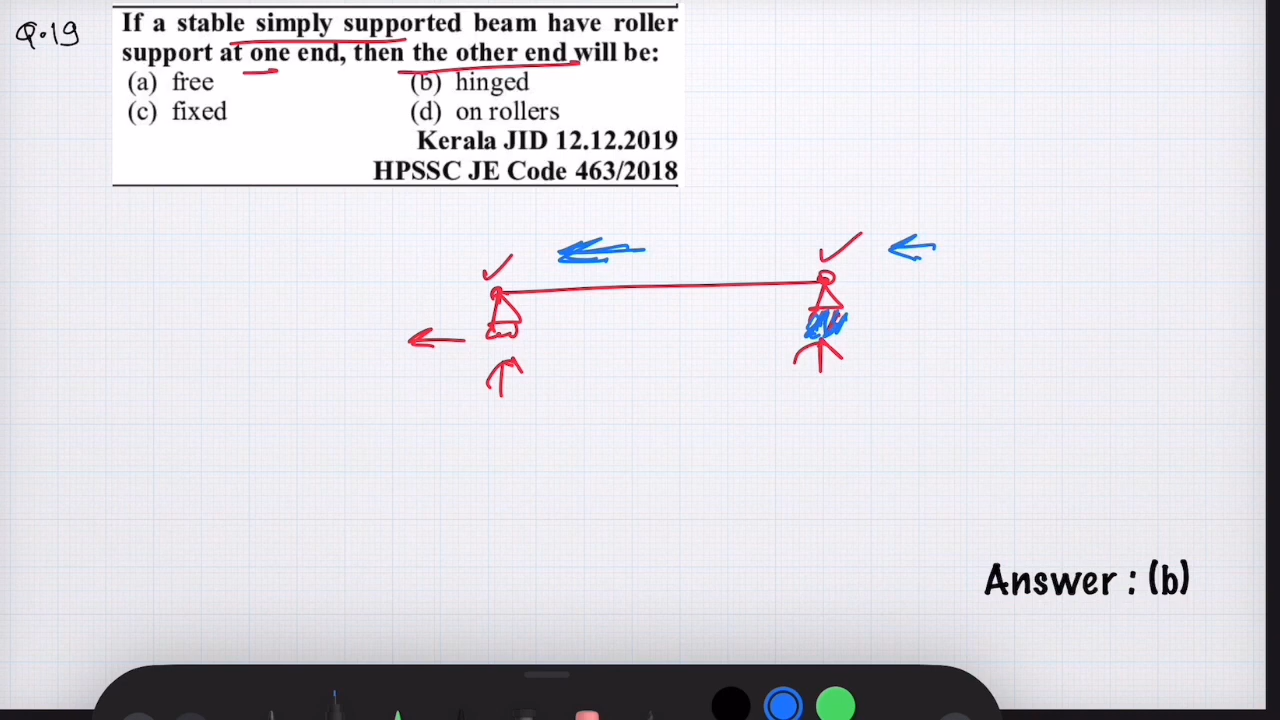 Q.19
If a stable simply supported beam have roller
support at one end, then the other end will be:
(a) free (b) hinged
(c) fixed (d) on rollers
Kerala JID 12.12.2019
HPSSC JE Code 463/2018
Answer : (b)